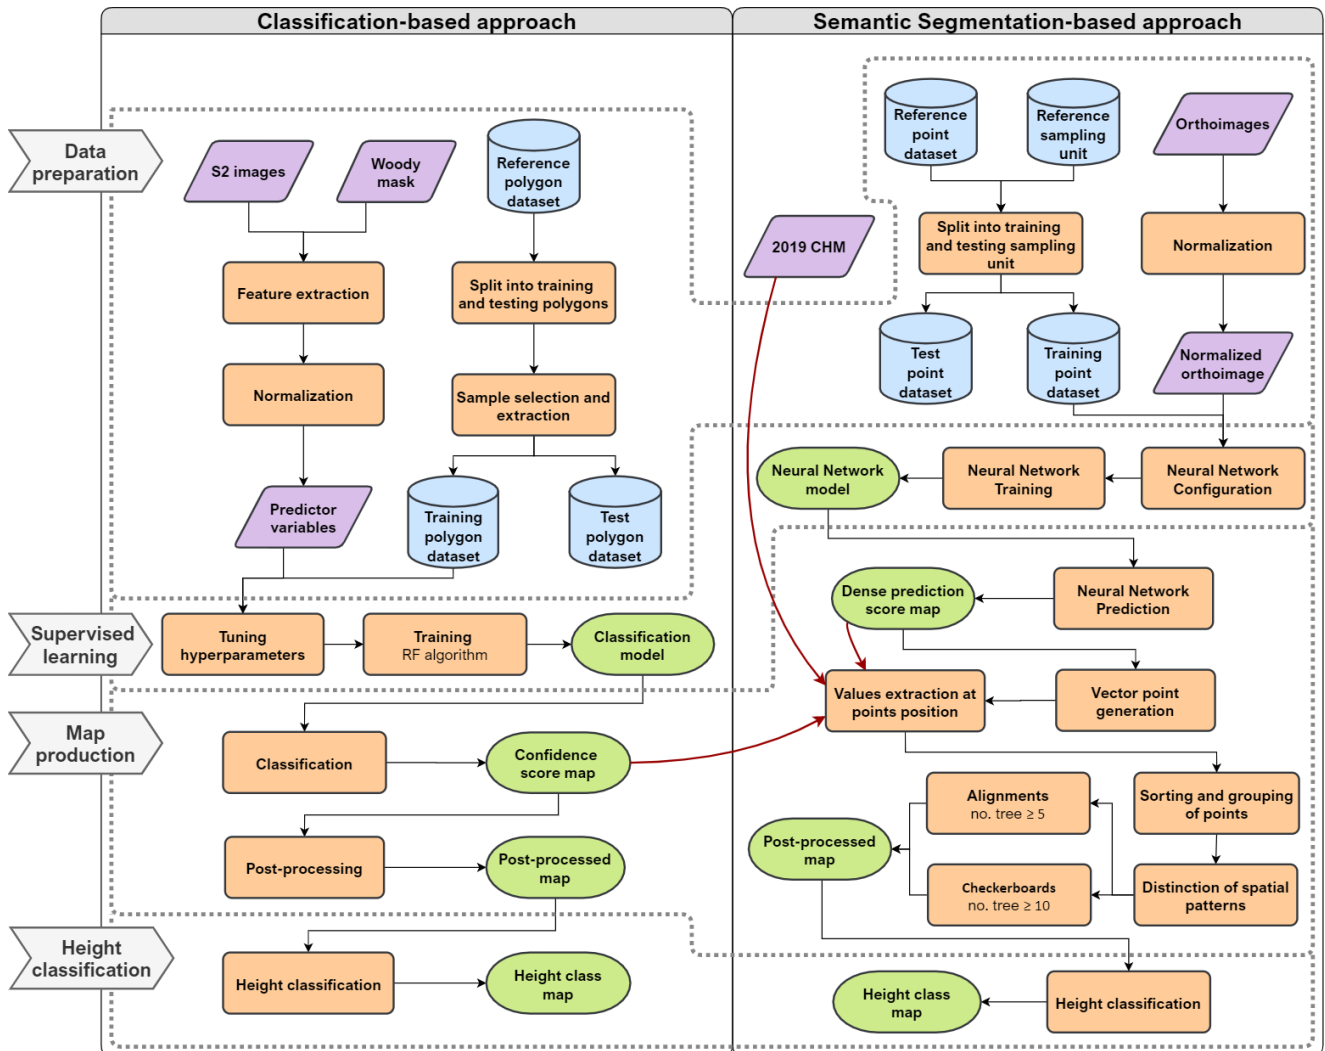 Classification-based approach
Semantic Segmentation-based approach
Data
preparation
S2 images
Woody
mask
Reference
polygon
dataset
Feature extraction
Split into training
and testing polygons
Normalization
Sample selection and
extraction
Predictor
variables
Training
polygon
dataset
Test
polygon
dataset
Reference
point
dataset
Reference
sampling
unit
Orthoimages
2019 CHM
Split into training
and testing sampling
unit
Normalization
Test
point
dataset
Training
point
dataset
Normalized
orthoimage
Supervised
learning
Tuning
hyperparameters
Training
RF algorithm
Classification
model
Neural Network
model
Neural Network
Training
Neural Network
Configuration
Map
production
Classification
Confidence
score map
Post-processing
Post-processed
map
Dense prediction
score map
Neural Network
Prediction
Values extraction at
points position
Vector point
generation
Alignments
no. tree ≥ 5
Sorting and grouping
of points
Post-processed
map
Checkerboards
no. tree ≥ 10
Distinction of spatial
patterns
Height
classification
Height classification
Height class
map
Height class
map
Height classification